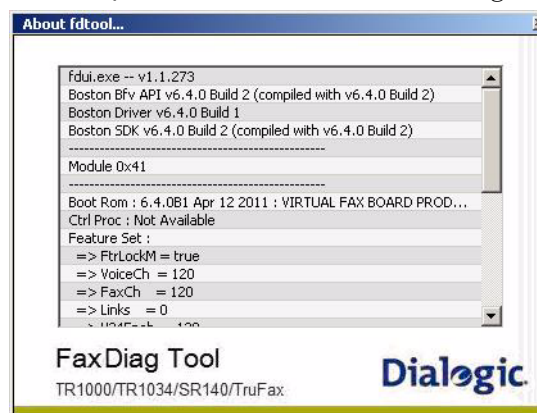 About fdtool...
fdui.exe -- v1.1.273
Boston Bfv API v6.4.0 Build 2 (compiled with v6.4.0 Build 2)
Boston Driver v6.4.0 Build 1
Boston SDK v6.4.0 Build 2 (compiled with v6.4.0 Build 2)
----------------------------------------------------
Module 0x41
----------------------------------------------------
Boot Rom : 6.4.0B1 Apr 12 2011 : VIRTUAL FAX BOARD PROD...
Ctrl Proc : Not Available
Feature Set :
=> FtrLockM = true
=> VoiceCh = 120
=> FaxCh = 120
=> Links = 0
FaxDiag Tool
TR1000/TR1034/SR140/TruFax
Dialogic.